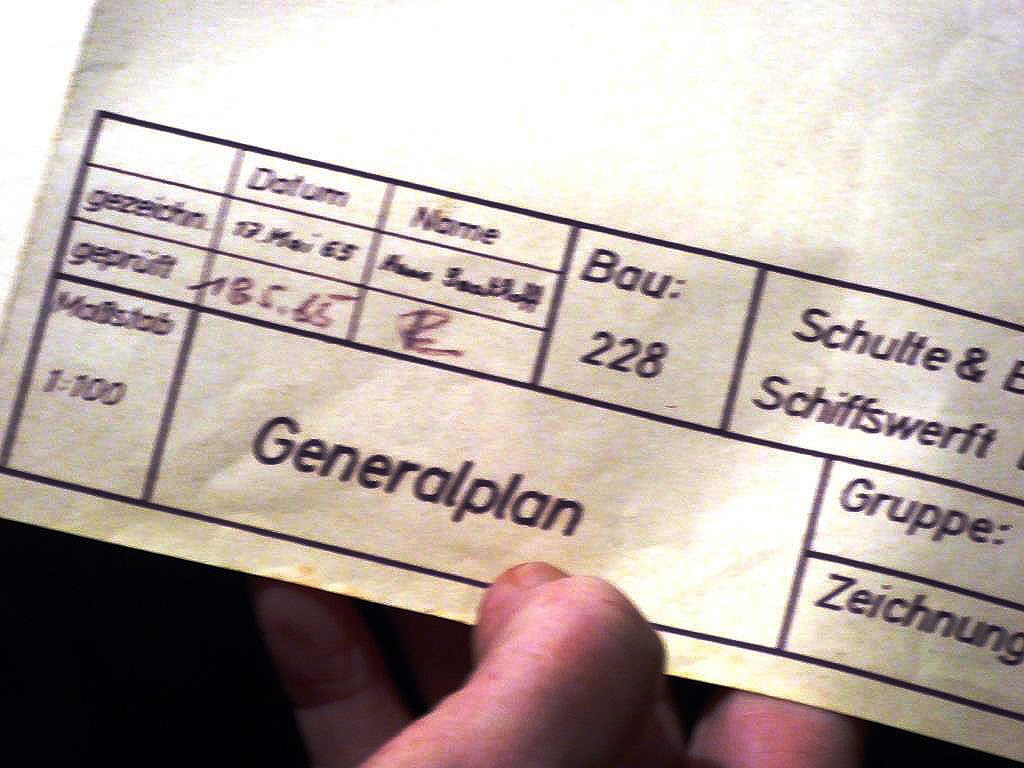 Datum Name
gezeichn. 17. Mai 65
geprüft 18.5.65
Maßstab
1:100
Generalplan
Bau:
228
Schulte &
Schiffswerft
Gruppe:
Zeichnung